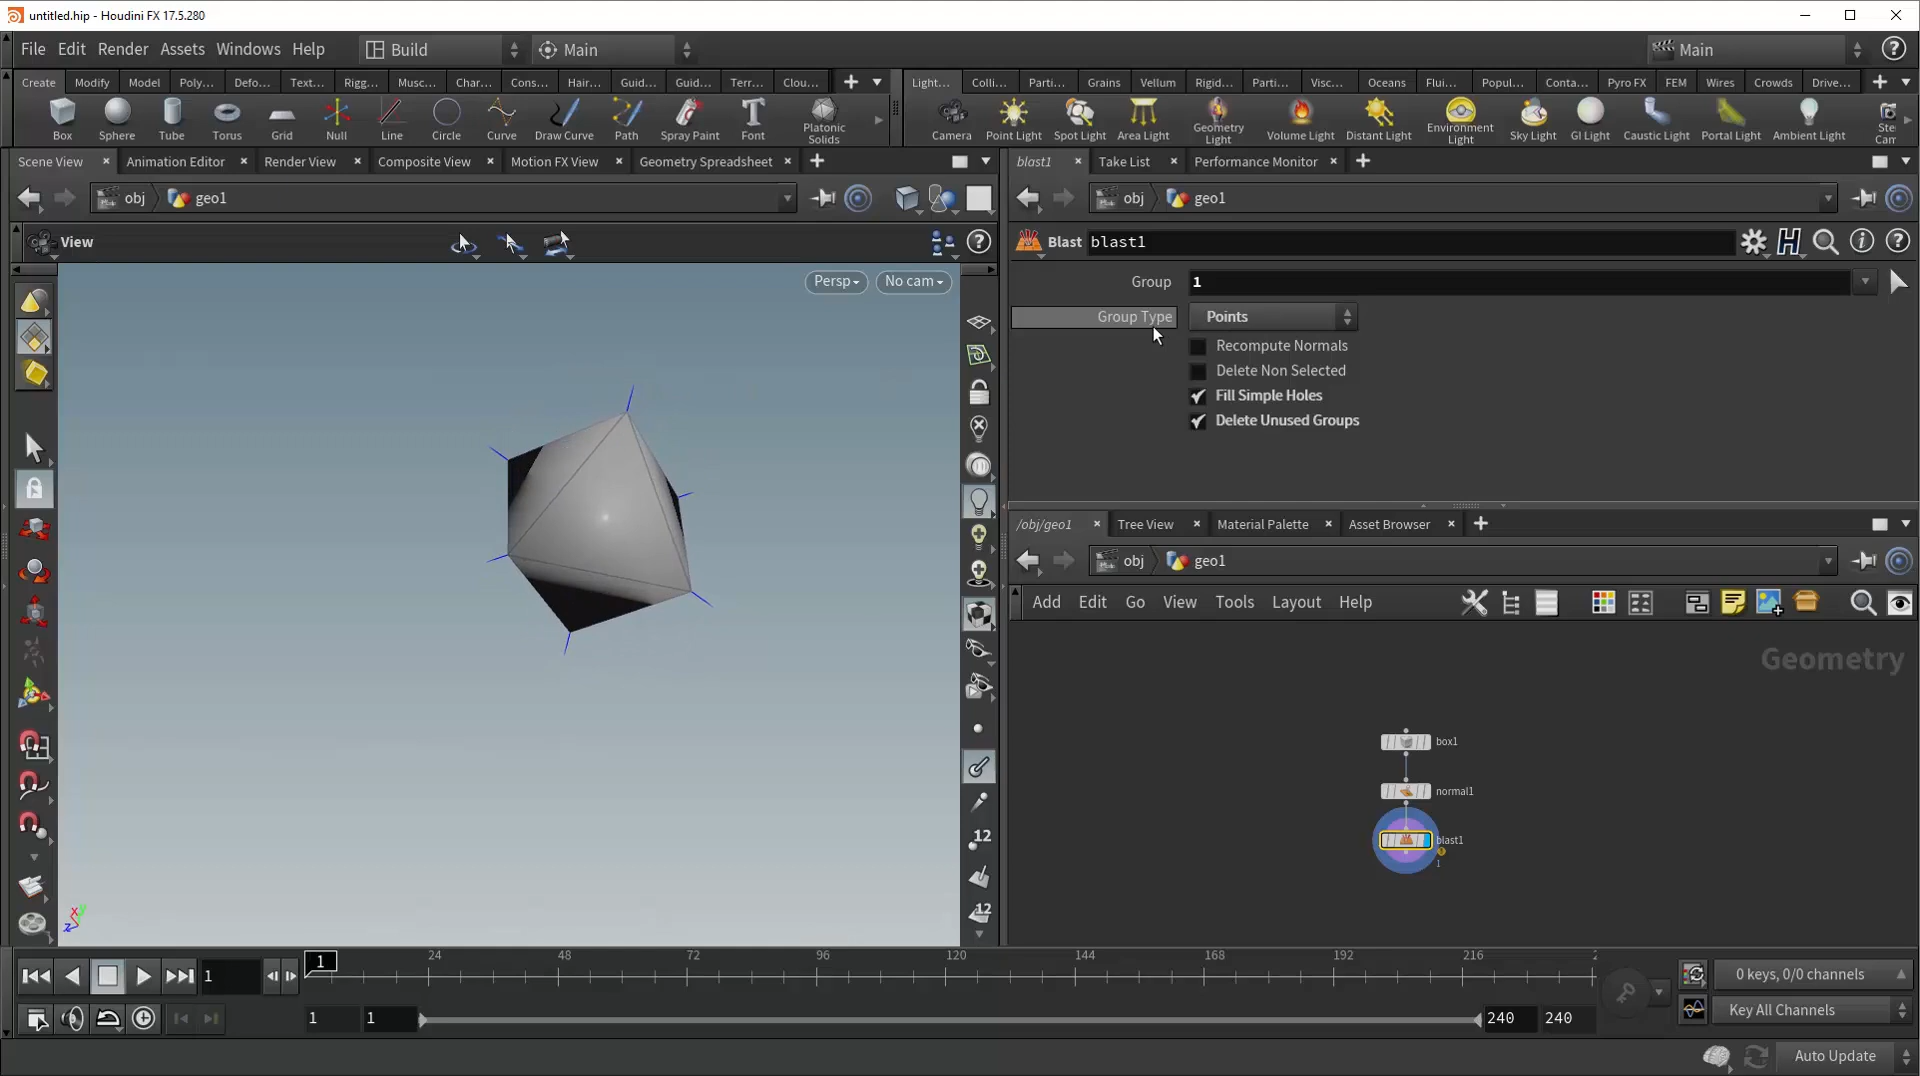 untitled.hip - Houdini FX 17.5.280
File Edit Render Assets Windows Help Build Main Main
Create Modify Model Poly... Defo... Text... Rigg... Musc... Char... Cons... Hair... Guid... Guid... Terr... Clou...
Light... Colli... Parti... Grains Vellum Rigid... Parti... Visc... Oceans Flui... Popul... Conta... Pyro FX FEM Wires Crowds Drive...
Box Sphere Tube Torus Grid Null Line Circle Curve Draw Curve Path Spray Paint Font Platonic Solids
Camera Point Light Spot Light Area Light Geometry Light Volume Light Distant Light Environment Light Sky Light GI Light Caustic Light Portal Light Ambient Light Ste Cam
Scene View Animation Editor Render View Composite View Motion FX View Geometry Spreadsheet
blast1 Take List Performance Monitor
obj geo1
obj geo1
View
Blast blast1
Persp No cam
Group 1
Group Type Points
Recompute Normals
Delete Non Selected
Fill Simple Holes
Delete Unused Groups
/obj/geo1 Tree View Material Palette Asset Browser
obj geo1
Add Edit Go View Tools Layout Help
Geometry
box1
normal1
blast1
1
12
12
x y z
1 1 24 48 72 96 120 144 168 192 216 2
0 keys, 0/0 channels
1 1 240 240
Key All Channels
Auto Update